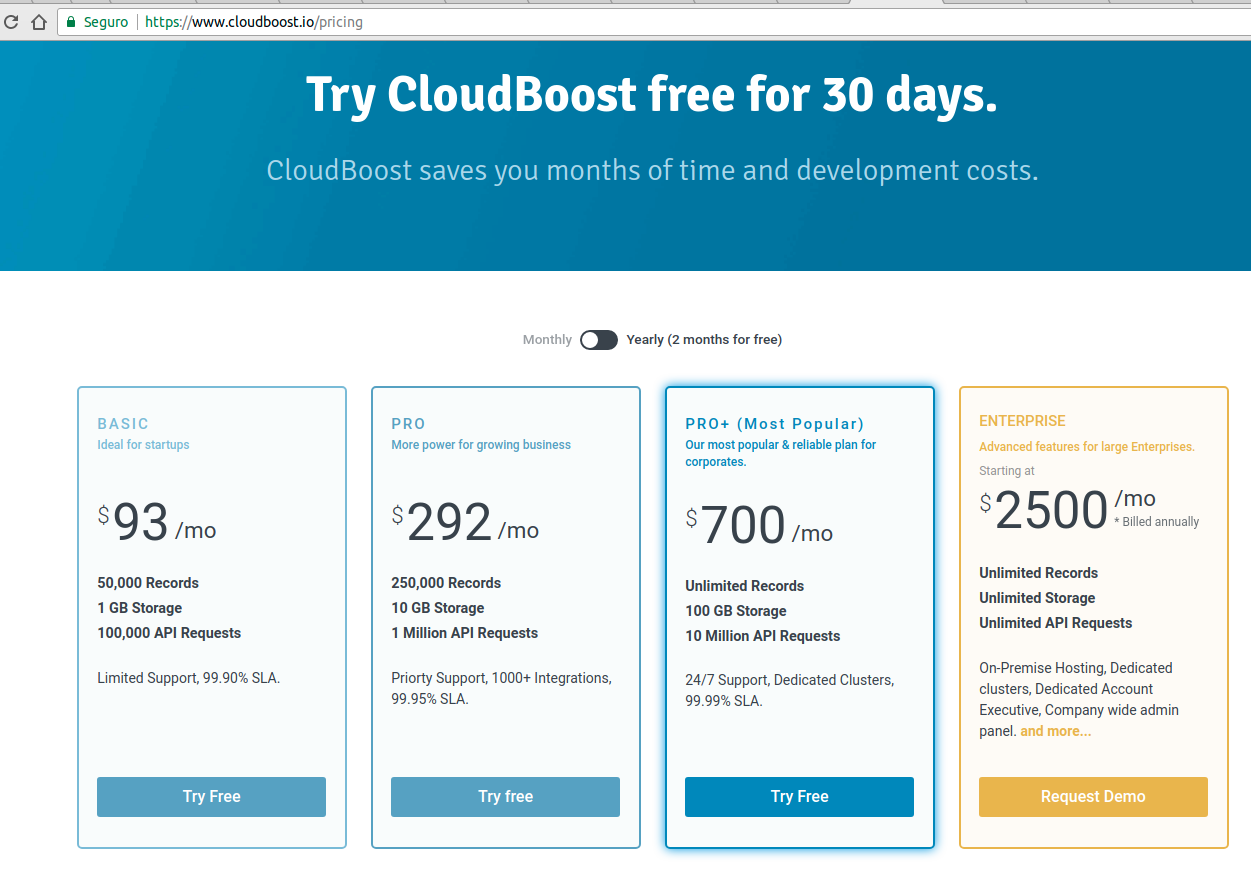 Seguro https://www.cloudboost.io/pricing
Try CloudBoost free for 30 days.
CloudBoost saves you months of time and development costs.
Monthly Yearly (2 months for free)
BASIC
Ideal for startups
$93 /mo
50,000 Records
1 GB Storage
100,000 API Requests
Limited Support, 99.90% SLA.
Try Free
PRO
More power for growing business
$292 /mo
250,000 Records
10 GB Storage
1 Million API Requests
Priorty Support, 1000+ Integrations,
99.95% SLA.
Try free
PRO+ (Most Popular)
Our most popular & reliable plan for
corporates.
$700 /mo
Unlimited Records
100 GB Storage
10 Million API Requests
24/7 Support, Dedicated Clusters,
99.99% SLA.
Try Free
ENTERPRISE
Advanced features for large Enterprises.
Starting at
$2500 /mo
* Billed annually
Unlimited Records
Unlimited Storage
Unlimited API Requests
On-Premise Hosting, Dedicated
clusters, Dedicated Account
Executive, Company wide admin
panel. and more...
Request Demo